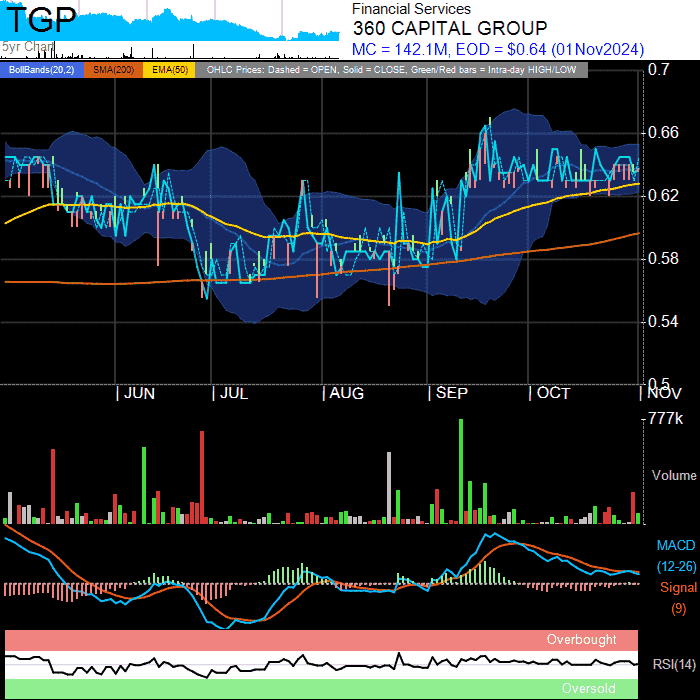 TGP
5yr Chart
Financial Services
360 CAPITAL GROUP
MC = 142.1M, EOD = $0.64 (01Nov2024)
BollBands(20,2) SMA(200) EMA(50) OHLC Prices: Dashed = OPEN, Solid = CLOSE, Green/Red bars = Intra-day HIGH/LOW
0.7
0.66
0.62
0.58
0.54
0.5
JUN JUL AUG SEP OCT NOV
777k
Volume
MACD
(12-26)
Signal
(9)
Overbought
RSI(14)
Oversold